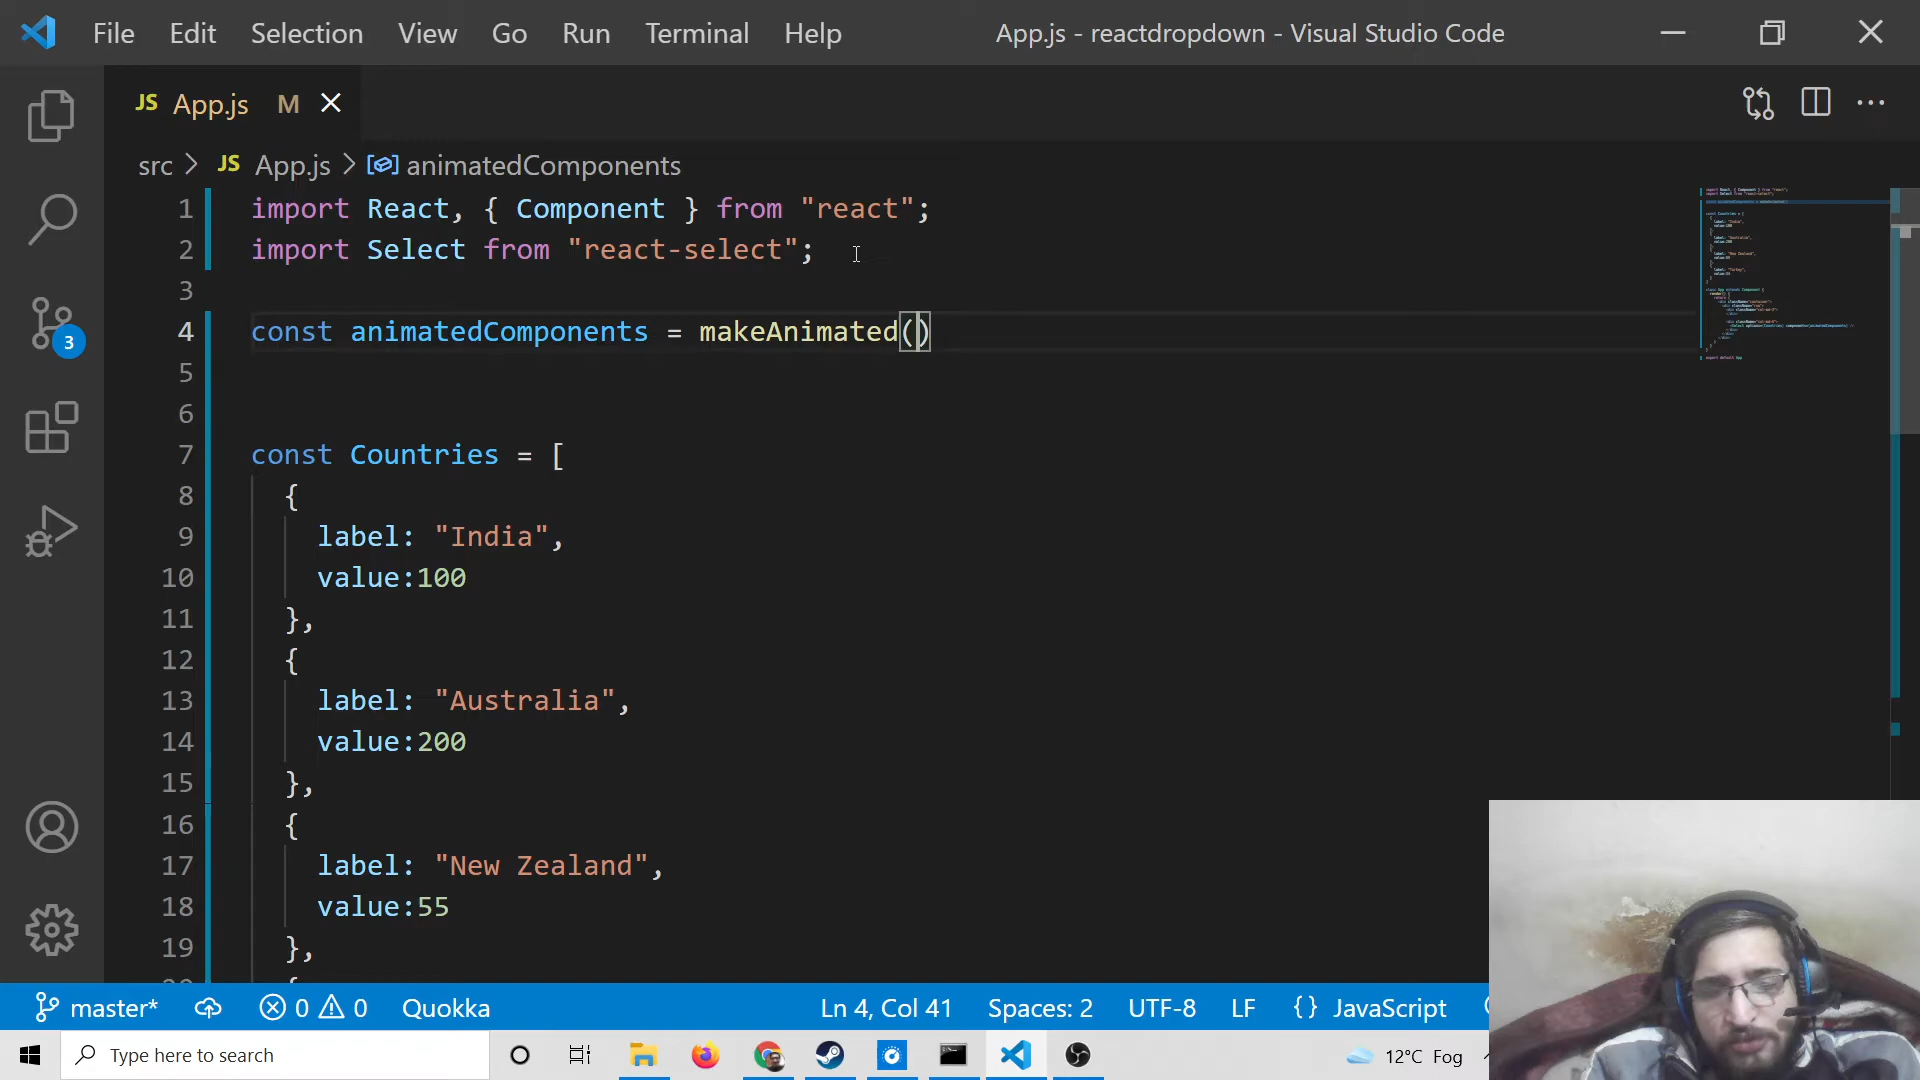 File Edit Selection View Go Run Terminal Help App.js - reactdropdown - Visual Studio Code
JS App.js M
src > JS App.js > animatedComponents
1 import React, { Component } from "react";
2 import Select from "react-select";
3
4 const animatedComponents = makeAnimated()
5
6
7 const Countries = [
8 {
9 label: "India",
10 value:100
11 },
12 {
13 label: "Australia",
14 value:200
15 },
16 {
17 label: "New Zealand",
18 value:55
19 },
3
master* 0 0 Quokka Ln 4, Col 41 Spaces: 2 UTF-8 LF {} JavaScript
Type here to search 12°C Fog